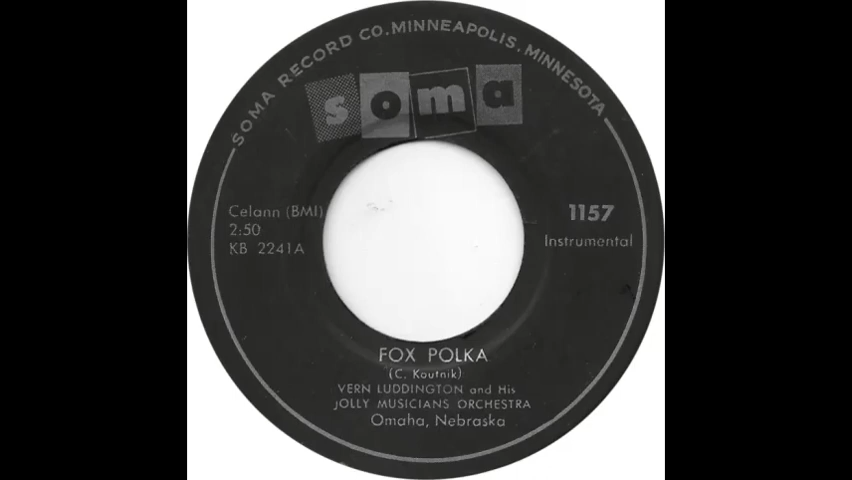 SOMA RECORD CO. MINNEAPOLIS, MINNESOTA
soma
Celann (BMI)
2:50
KB 2241A
1157
Instrumental
FOX POLKA
(C. Koutnik)
VERN LUDDINGTON and His
JOLLY MUSICIANS ORCHESTRA
Omaha, Nebraska